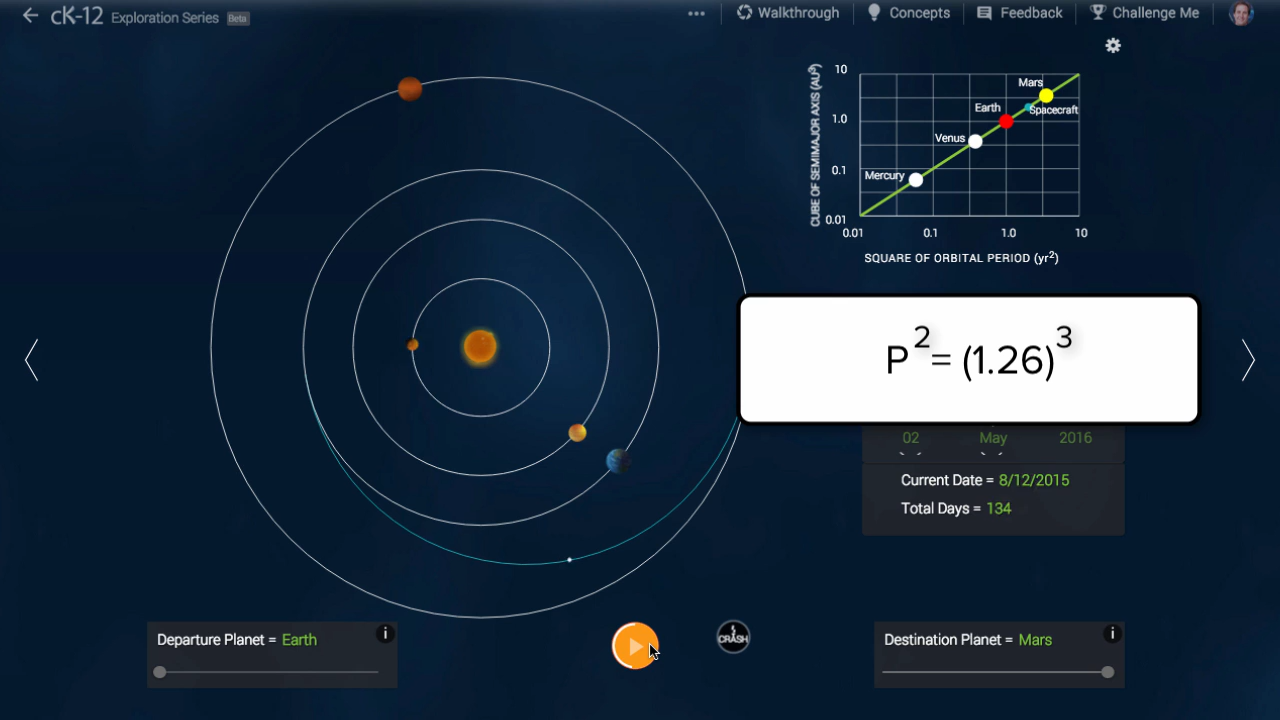 cK-12 Exploration Series Beta
Walkthrough
Concepts
Feedback
Challenge Me
CUBE OF SEMIMAJOR AXIS (AU³)
10
1.0
0.1
0.01
Mars
Spacecraft
Earth
Venus
Mercury
0.01 0.1 1.0 10
SQUARE OF ORBITAL PERIOD (yr²)
P² = (1.26)³
02 May 2016
Current Date = 8/12/2015
Total Days = 134
Departure Planet = Earth
i
CRASH
Destination Planet = Mars
i